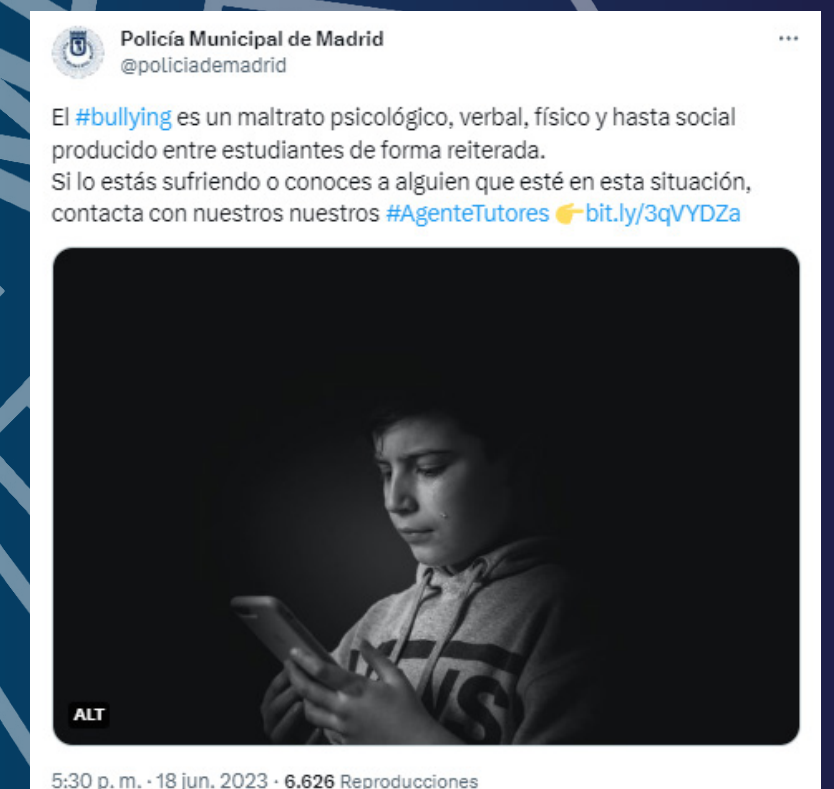 Policía Municipal de Madrid
@policiademadrid
El #bullying es un maltrato psicológico, verbal, físico y hasta social
producido entre estudiantes de forma reiterada.
Si lo estás sufriendo o conoces a alguien que esté en esta situación,
contacta con nuestros nuestros #AgenteTutores 👉bit.ly/3qVYDZa
VANS
ALT
5:30 p. m. · 18 jun. 2023 · 6.626 Reproducciones